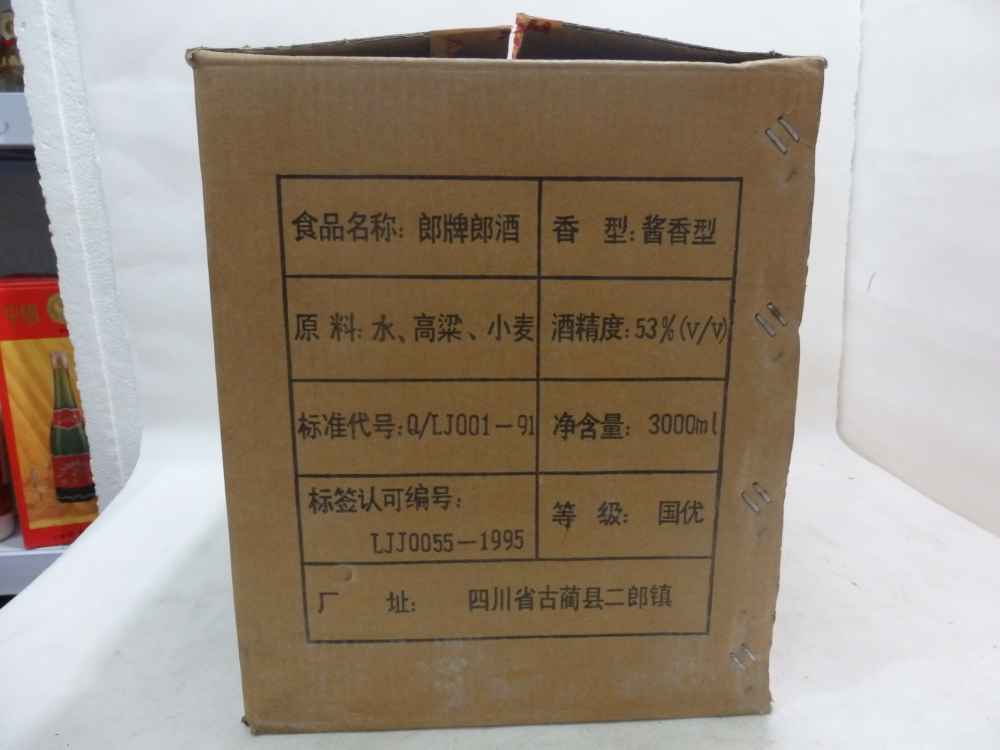 食品名称：郎牌郎酒
香 型：酱香型
原 料：水、高粱、小麦
酒精度：53%(v/v)
标准代号：Q/LJ001-91
净含量：3000ml
标签认可编号：
LJJ0055-1995
等 级：国优
厂 址： 四川省古蔺县二郎镇